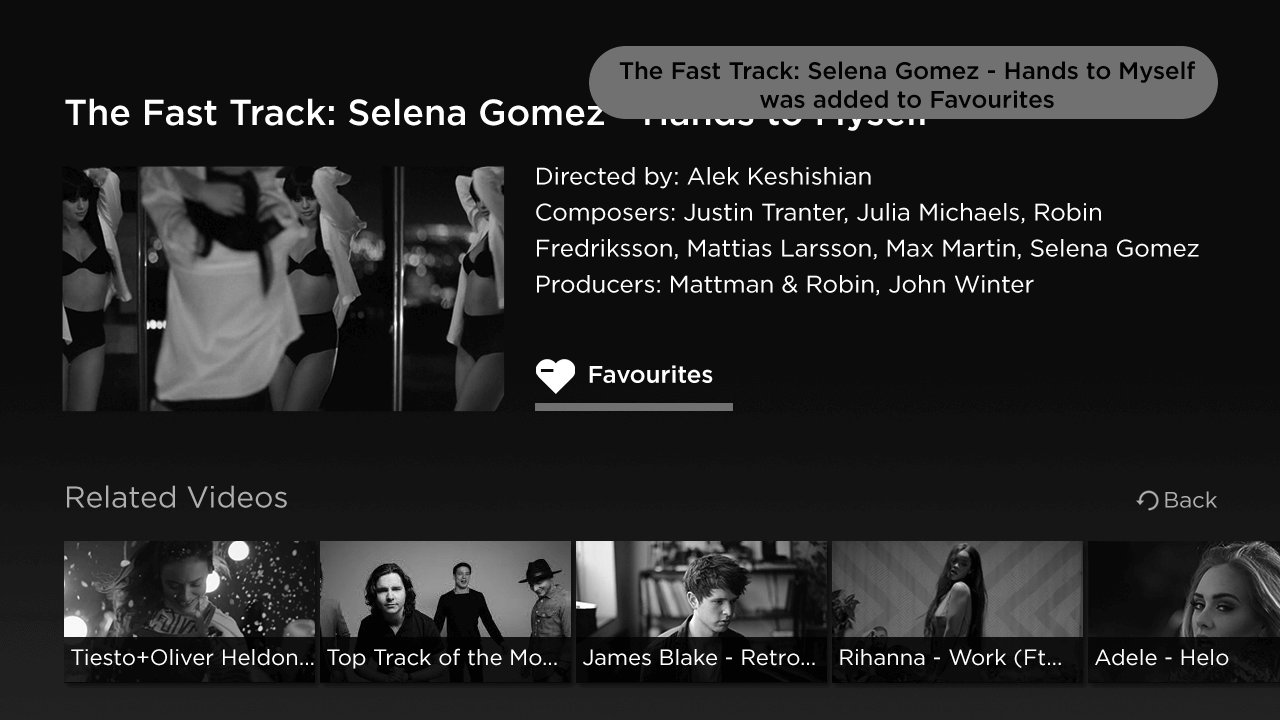 The Fast Track: Selena Gomez - Hands to Myself
was added to Favourites
The Fast Track: Selena Gomez - Hands to Myself
Directed by: Alek Keshishian
Composers: Justin Tranter, Julia Michaels, Robin
Fredriksson, Mattias Larsson, Max Martin, Selena Gomez
Producers: Mattman & Robin, John Winter
Favourites
Related Videos
Back
Tiesto+Oliver Heldon...
Top Track of the Mo...
James Blake - Retro...
Rihanna - Work (Ft...
Adele - Helo